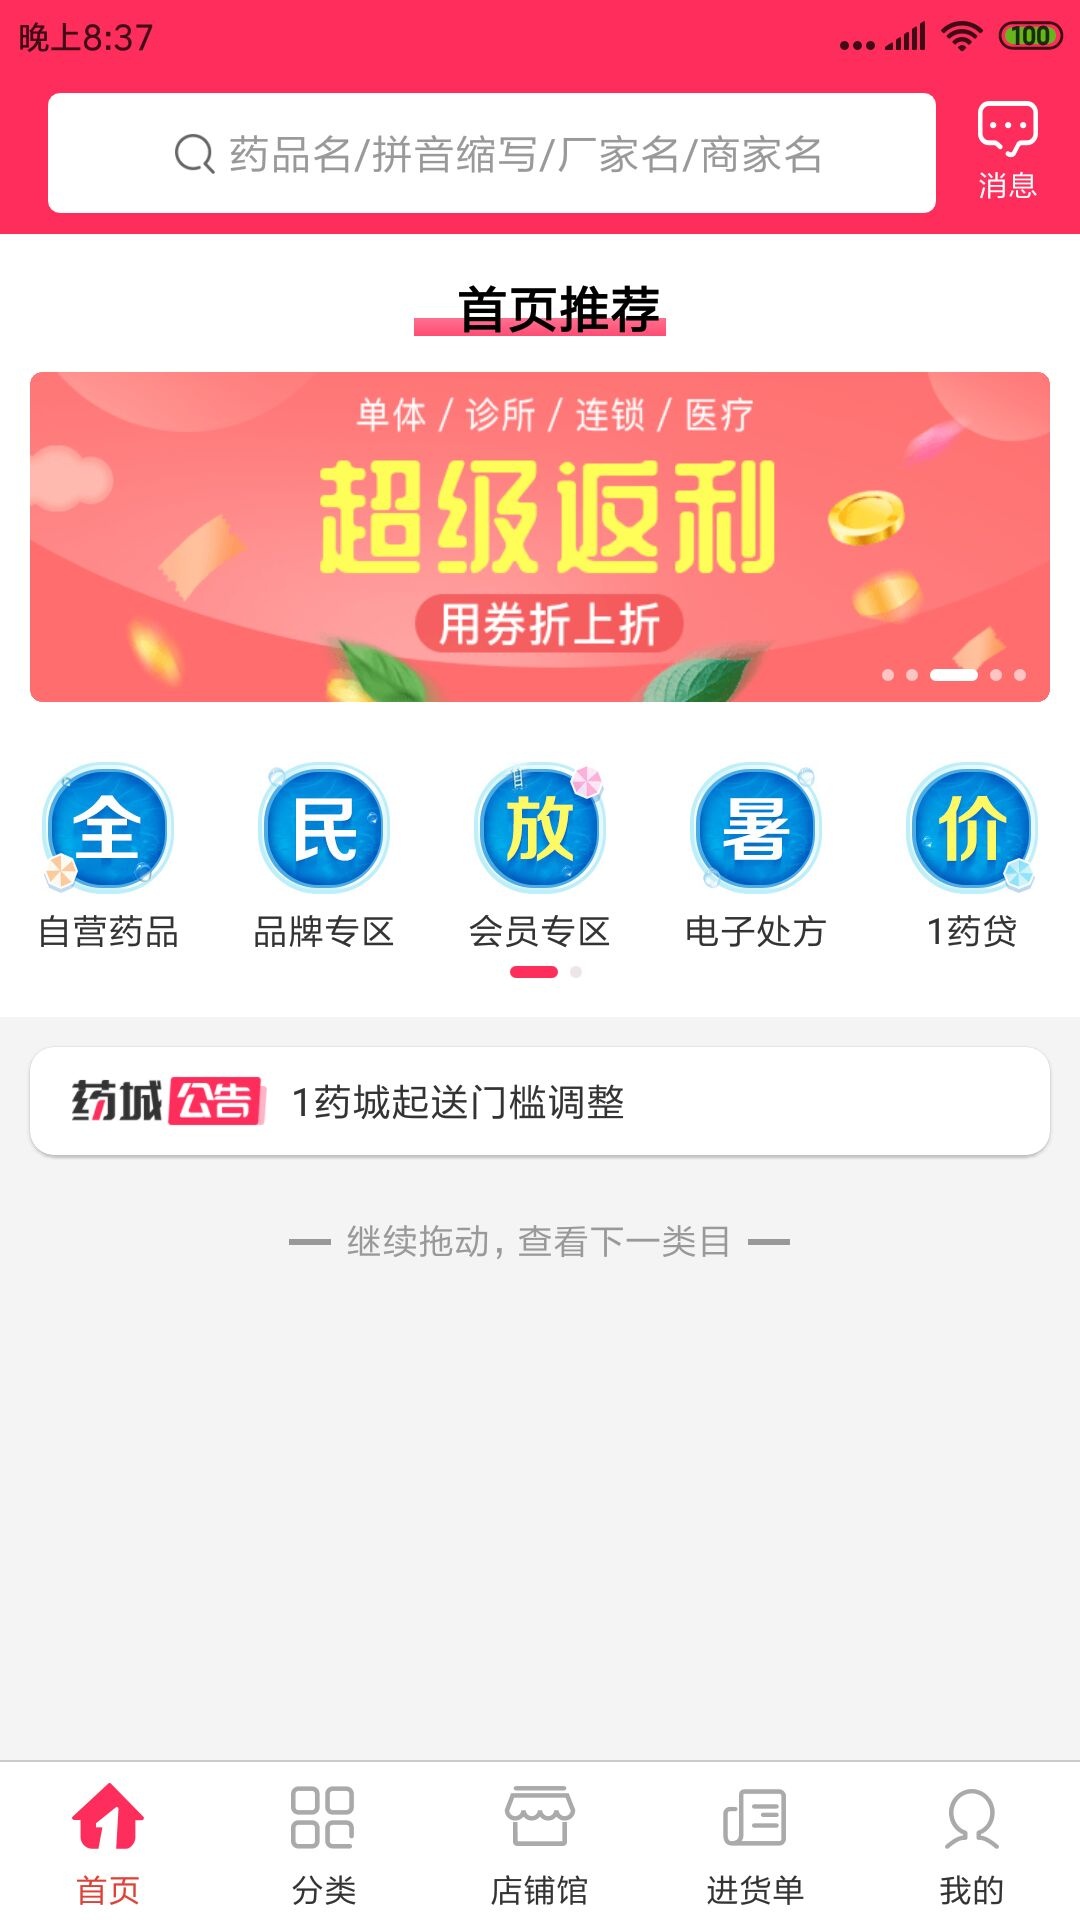 晚上8:37
100
药品名/拼音缩写/厂家名/商家名
消息
首页推荐
单体 / 诊所 / 连锁 / 医疗
超级返利
用券折上折
全 民 放 暑 价
自营药品 品牌专区 会员专区 电子处方 1药贷
药城公告 1药城起送门槛调整
继续拖动，查看下一类目
首页 分类 店铺馆 进货单 我的